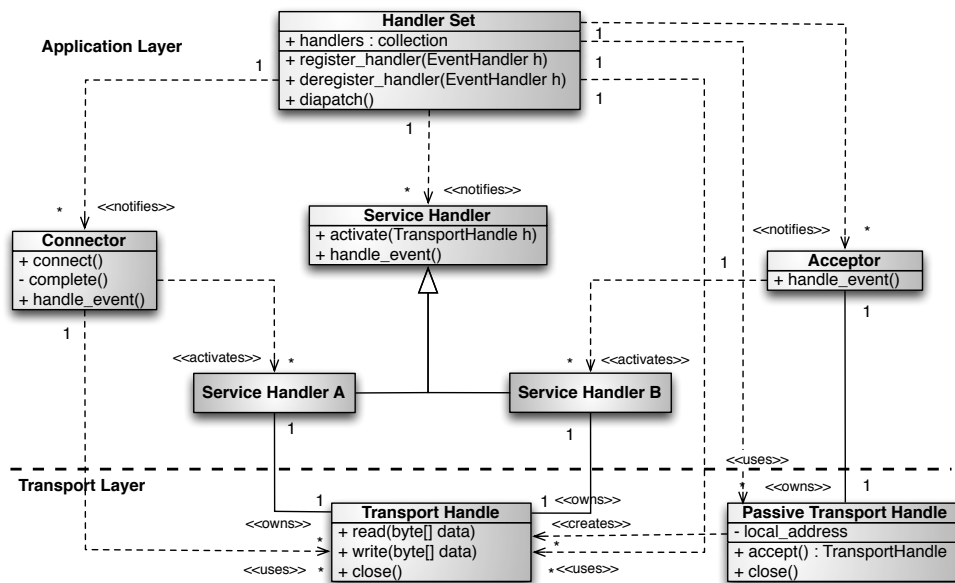 Handler Set
Application Layer
+ handlers : collection
1
1
+ register_handler(EventHandler h)
1
1
+ deregister_handler(EventHandler h)
1
+ diapatch()
1
*
<<notifies>>
*
<<notifies>>
Service Handler
*
<<notifies>>
Connector
+ activate(TransportHandle h)
+ handle_event()
Acceptor
+ connect()
- complete()
+ handle_event()
1
+ handle_event()
1
1
<<activates>>
*
*
<<activates>>
Service Handler A
Service Handler B
1
1
<<uses>>
Transport Layer
*
<<owns>>
1
1
1
<<owns>>
Transport Handle
Passive Transport Handle
<<owns>>
+ read(byte[] data)
<<creates>>
- local_address
*
+ write(byte[] data)
*
+ accept() : TransportHandle
<<uses>>
*
+ close()
*
<<uses>>
+ close()